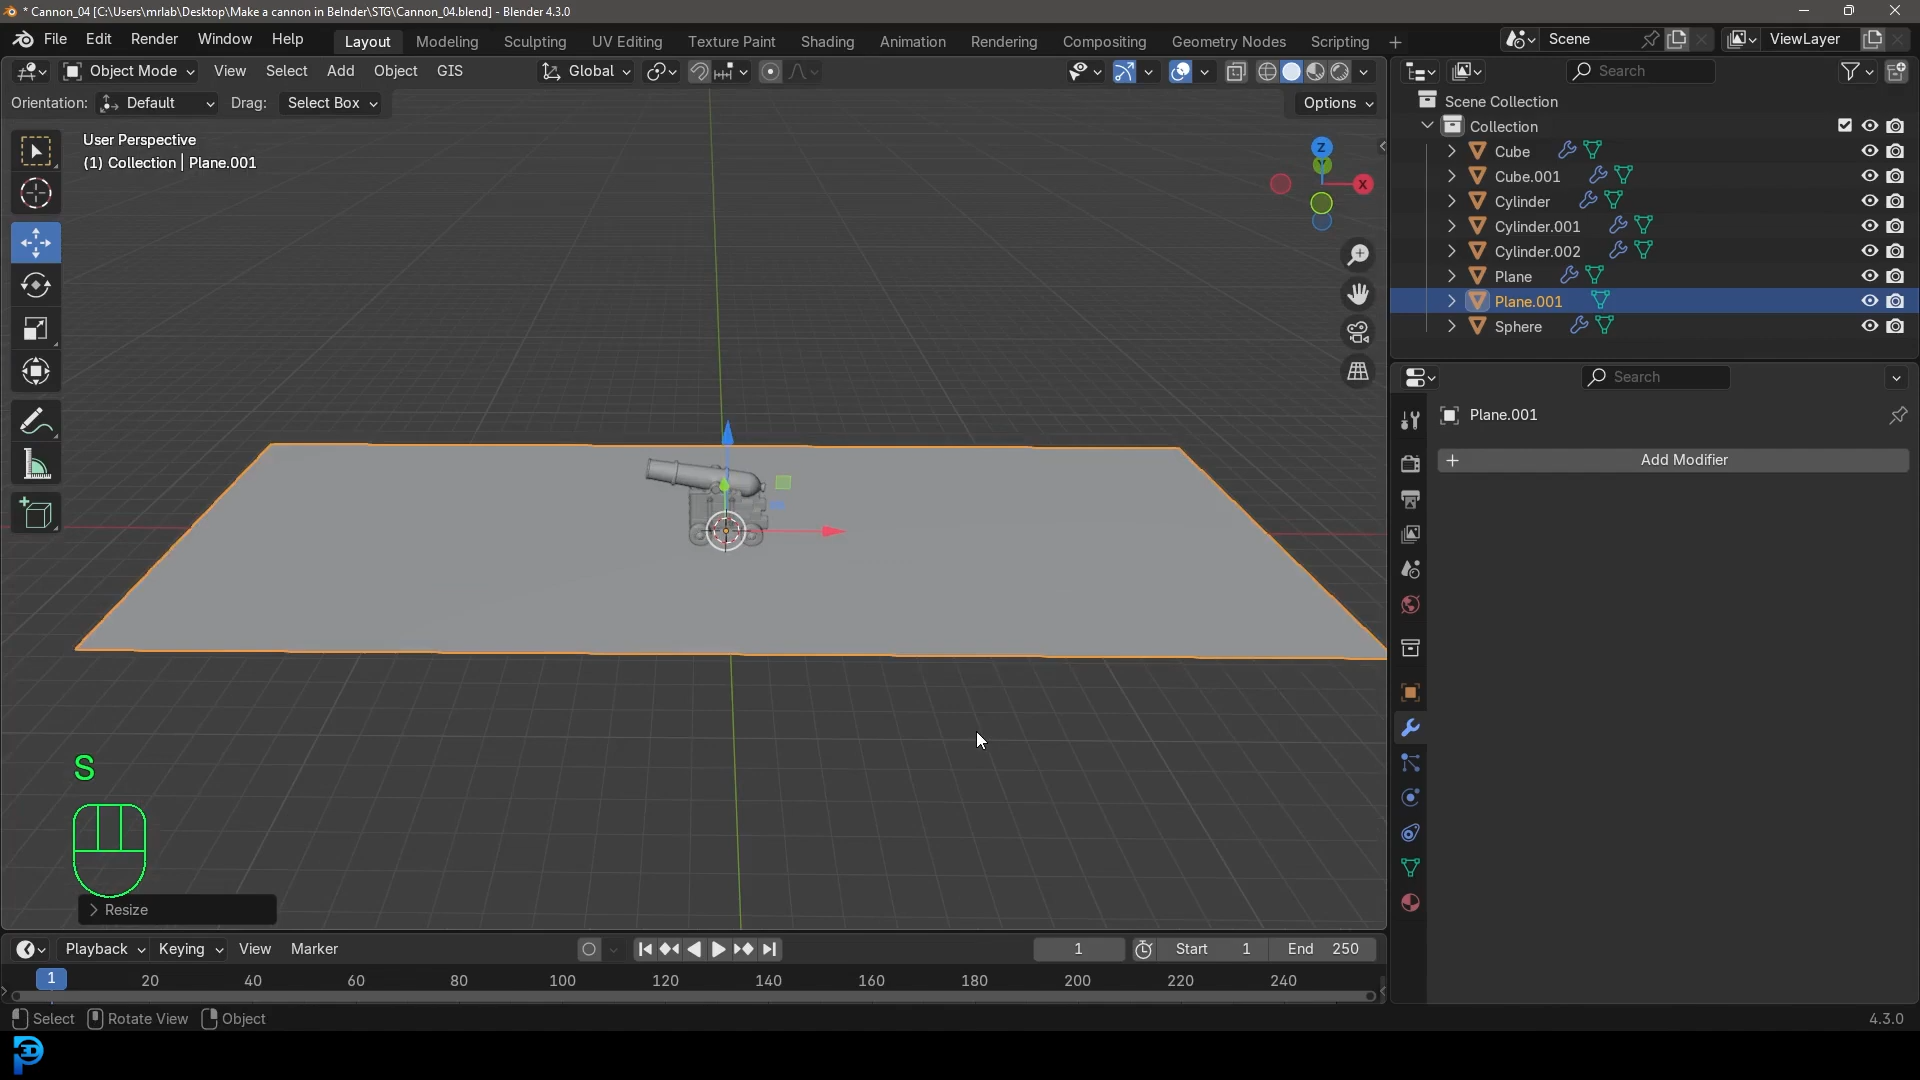 * Cannon_04 [C:\Users\mrlab\Desktop\Make a cannon in Belnder\STG\Cannon_04.blend] - Blender 4.3.0
File Edit Render Window Help Layout Modeling Sculpting UV Editing Texture Paint Shading Animation Rendering Compositing Geometry Nodes Scripting + Scene ViewLayer
Object Mode View Select Add Object GIS Global Search
Orientation: Default Drag: Select Box Options
User Perspective
(1) Collection | Plane.001
Z
X
Scene Collection
Collection
Cube
Cube.001
Cylinder
Cylinder.001
Cylinder.002
Plane
Plane.001
Sphere
Search
Plane.001
+ Add Modifier
S
Resize
Playback Keying View Marker 1 Start 1 End 250
1 20 40 60 80 100 120 140 160 180 200 220 240
Select Rotate View Object 4.3.0
3D